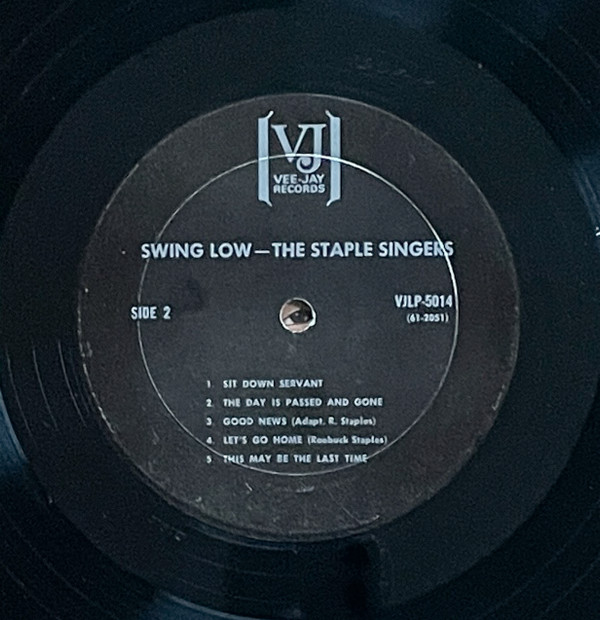 VJ
VEE-JAY
RECORDS
SWING LOW—THE STAPLE SINGERS
SIDE 2
VJLP-5014
(61-2051)
1. SIT DOWN SERVANT
2. THE DAY IS PASSED AND GONE
3. GOOD NEWS (Adapt. R. Staples)
4. LET'S GO HOME (Roebuck Staples)
5 THIS MAY BE THE LAST TIME